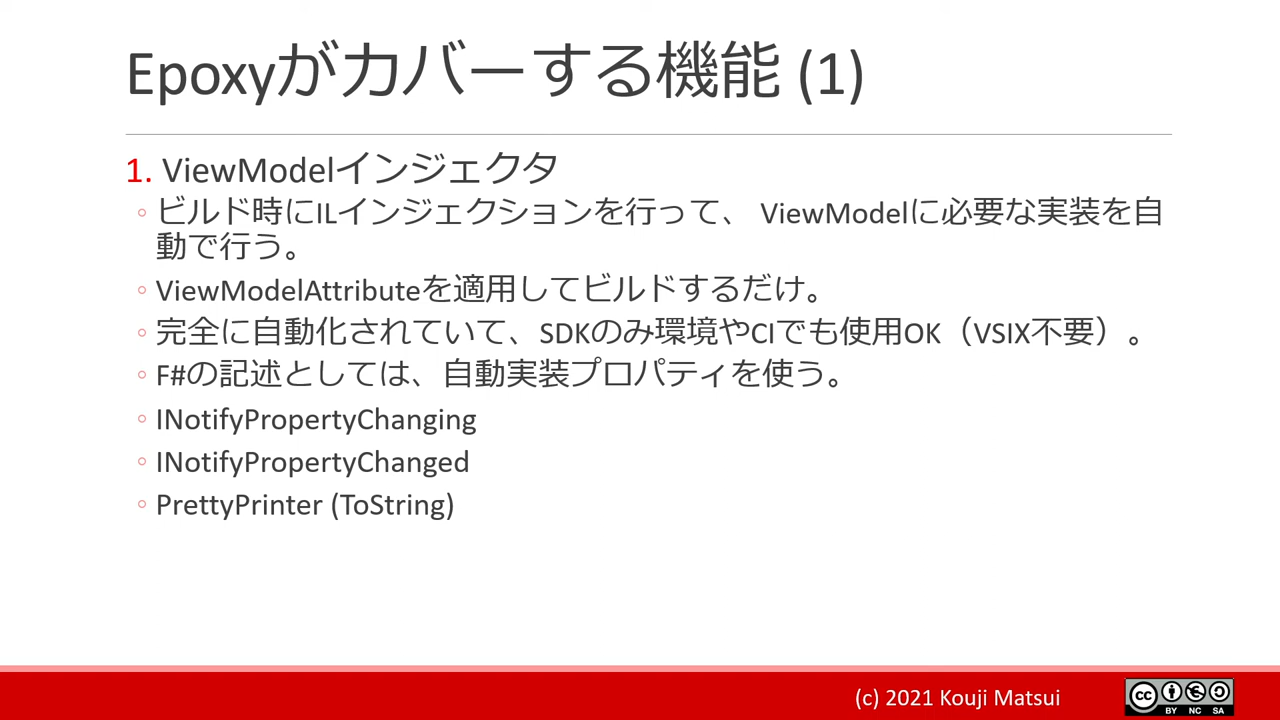 Epoxyがカバーする機能 (1)
1. ViewModelインジェクタ
◦ ビルド時にILインジェクションを行って、 ViewModelに必要な実装を自
動で行う。
◦ ViewModelAttributeを適用してビルドするだけ。
◦ 完全に自動化されていて、SDKのみ環境やCIでも使用OK（VSIX不要）。
◦ F#の記述としては、自動実装プロパティを使う。
◦ INotifyPropertyChanging
◦ INotifyPropertyChanged
◦ PrettyPrinter (ToString)
(c) 2021 Kouji Matsui
cc
BY NC SA